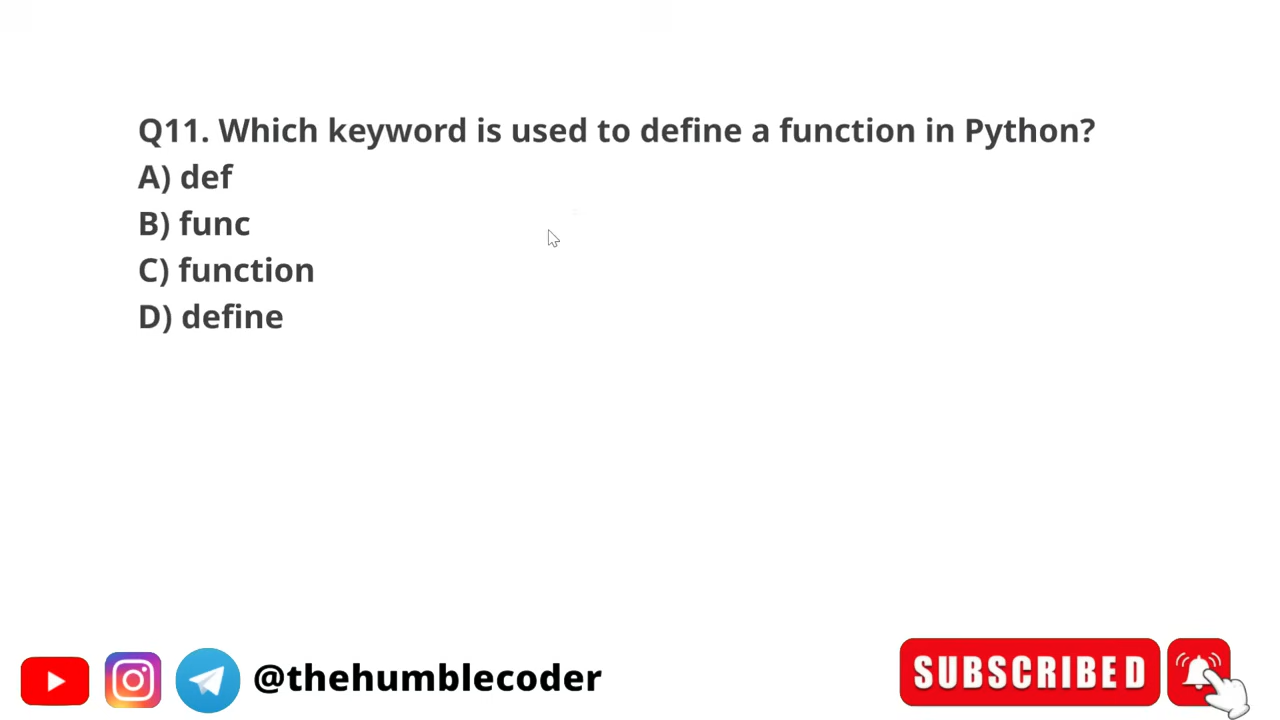 Q11. Which keyword is used to define a function in Python?
A) def
B) func
C) function
D) define
@thehumblecoder
SUBSCRIBED